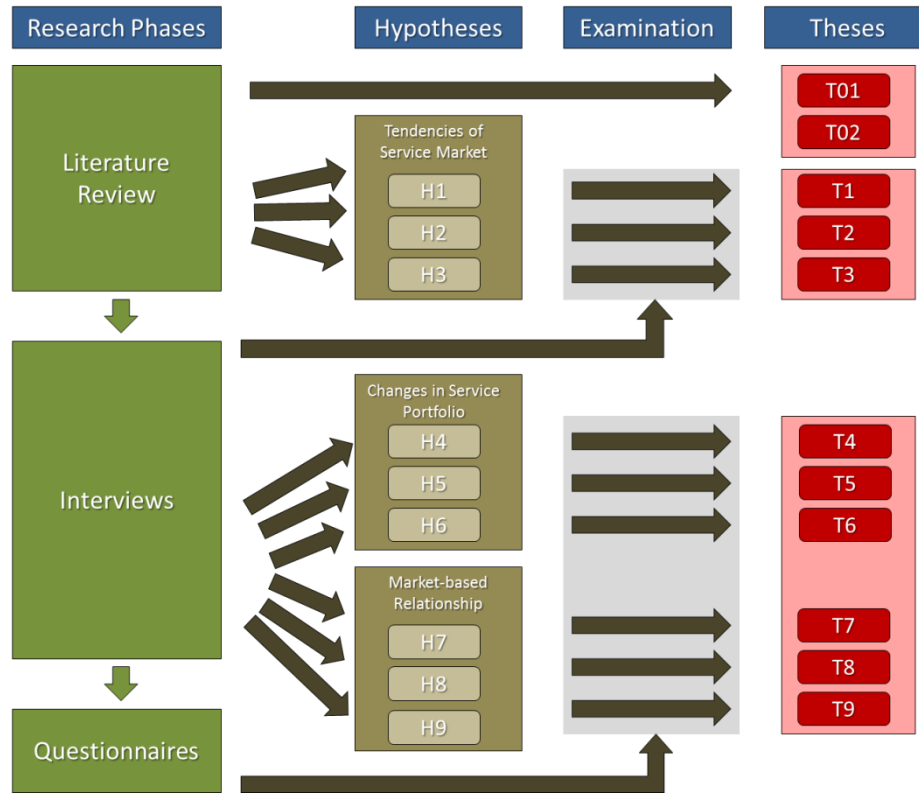 Research Phases
Hypotheses
Examination
Theses
Literature
Review
Interviews
Questionnaires
Tendencies of
Service Market
H1
H2
H3
Changes in Service
Portfolio
H4
H5
H6
Market-based
Relationship
H7
H8
H9
T01
T02
T1
T2
T3
T4
T5
T6
T7
T8
T9